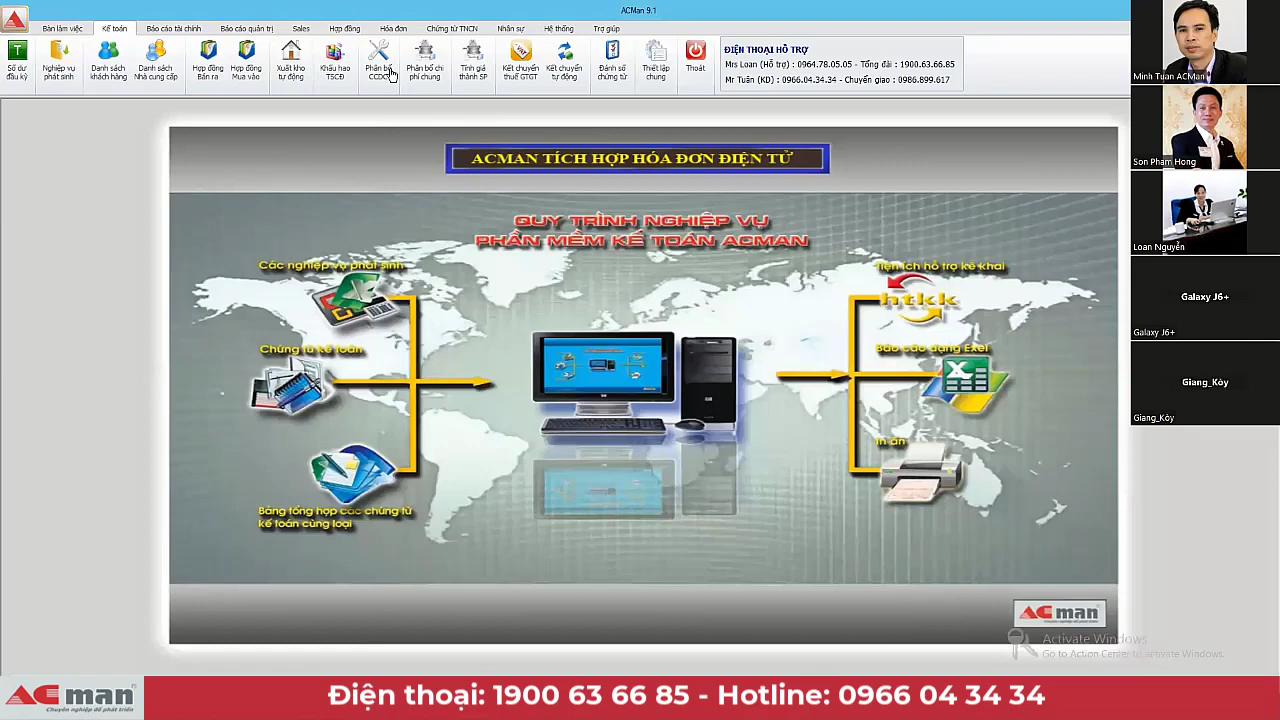 ACMan 9.1
Bàn làm việc
Kế toán
Báo cáo tài chính
Báo cáo quản trị
Sales
Hợp đồng
Hóa đơn
Chứng từ TNCN
Nhân sự
Hệ thống
Trợ giúp
Số dư đầu kỳ
Nghiệp vụ phát sinh
Danh sách khách hàng
Danh sách Nhà cung cấp
Hợp đồng Bán ra
Hợp đồng Mua vào
Xuất kho tự động
Khấu hao TSCĐ
Phân bổ CCDC
Phân bổ chi phí chung
Tính giá thành SP
Kết chuyển thuế GTGT
Kết chuyển tự động
Đánh số chứng từ
Thiết lập chung
Thoát
ĐIỆN THOẠI HỖ TRỢ
Mrs Loan (Hỗ trợ) : 0964.78.05.05 - Tổng đài : 1900.63.66.85
Mr Tuân (KD) : 0966.04.34.34 - Chuyển giao : 0986.899.617
Minh Tuan ACMan
Son Pham Hong
Loan Nguyễn
Galaxy J6+
Galaxy J6+
Giang_Kòy
Giang_Kòy
ACMAN TÍCH HỢP HÓA ĐƠN ĐIỆN TỬ
QUY TRÌNH NGHIỆP VỤ
PHẦN MỀM KẾ TOÁN ACMAN
Các nghiệp vụ phát sinh
Chứng từ kế toán
Bảng tổng hợp các chứng từ
kế toán cùng loại
Tiện ích hỗ trợ kê khai
htkk
Báo cáo dạng Exel
In ấn
ACman
Activate Windows
Go to Action Center to activate Windows.
ACman
Chuyên nghiệp để phát triển
Điện thoại: 1900 63 66 85 - Hotline: 0966 04 34 34